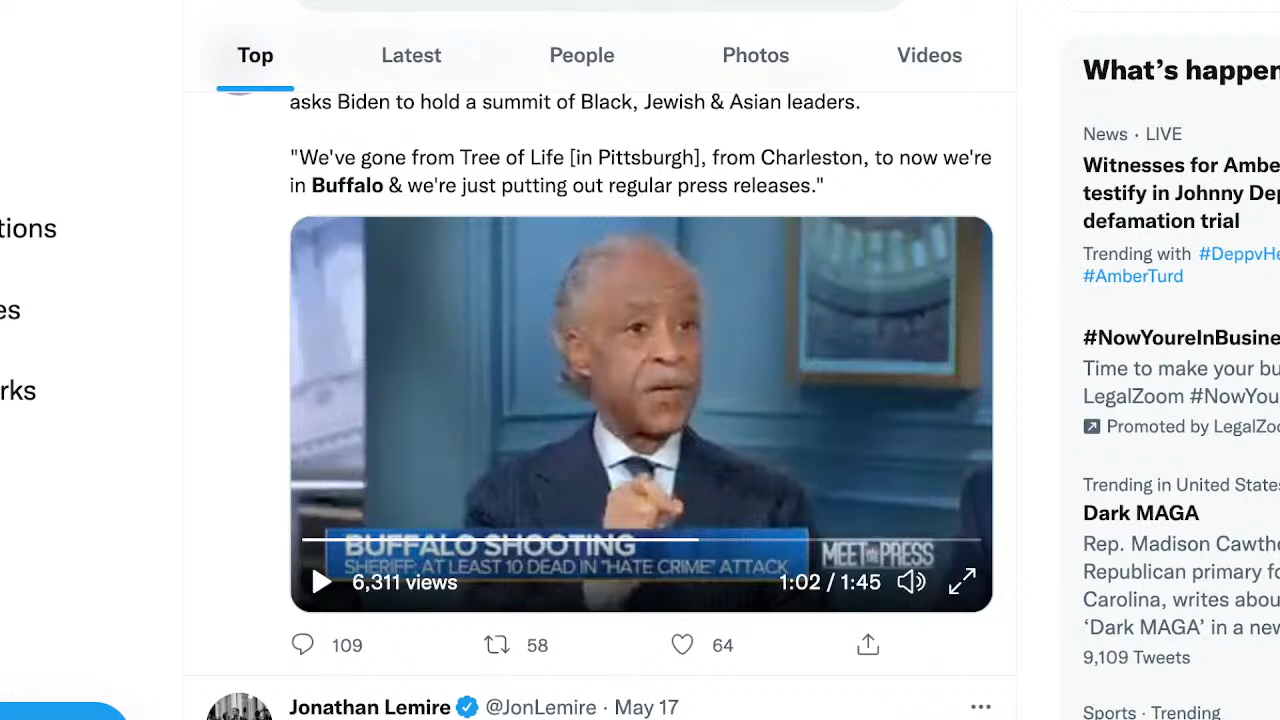 Top Latest People Photos Videos
asks Biden to hold a summit of Black, Jewish & Asian leaders.
"We've gone from Tree of Life [in Pittsburgh], from Charleston, to now we're
in Buffalo & we're just putting out regular press releases."
BUFFALO SHOOTING
SHERIFF: AT LEAST 10 DEAD IN "HATE CRIME" ATTACK
MEET THE PRESS
6,311 views
1:02 / 1:45
109 58 64
Jonathan Lemire @JonLemire · May 17
tions
es
rks
What's happen
News · LIVE
Witnesses for Ambe
testify in Johnny Dep
defamation trial
Trending with #DeppvHe
#AmberTurd
#NowYoureInBusine
Time to make your bu
LegalZoom #NowYou
Promoted by LegalZoo
Trending in United States
Dark MAGA
Rep. Madison Cawtho
Republican primary fo
Carolina, writes abou
'Dark MAGA' in a new
9,109 Tweets
Sports · Trending